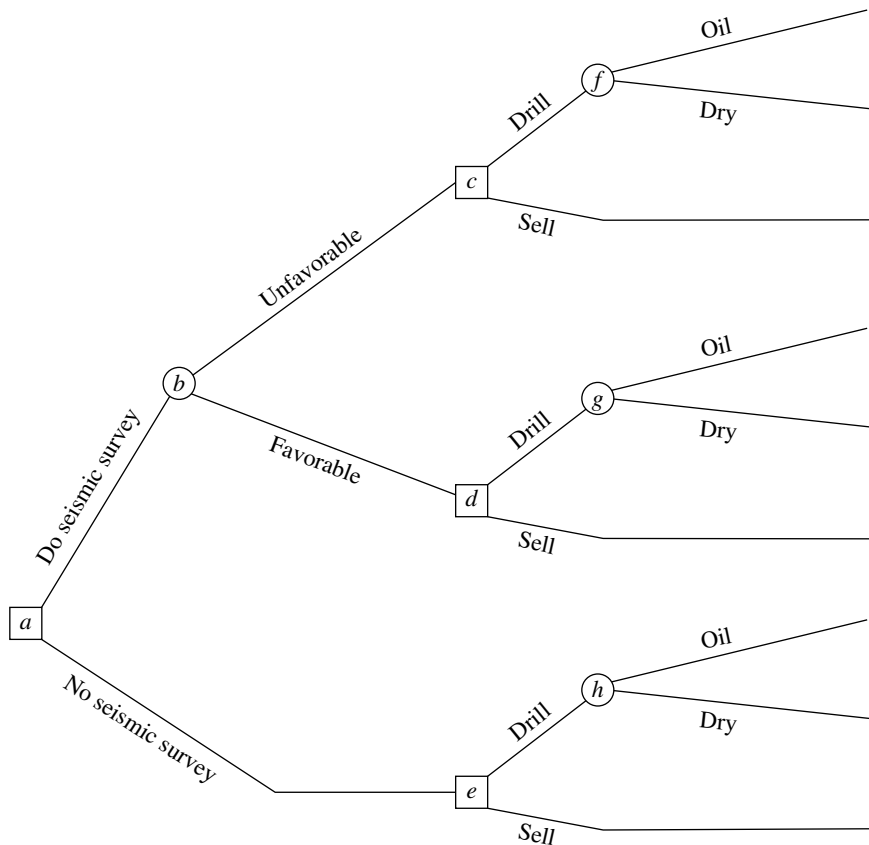 Oil
f
Drill
Dry
c
Sell
Unfavorable
Oil
b
g
Drill
Dry
Favorable
d
Do seismic survey
Sell
a
Oil
h
No seismic survey
Drill
Dry
e
Sell